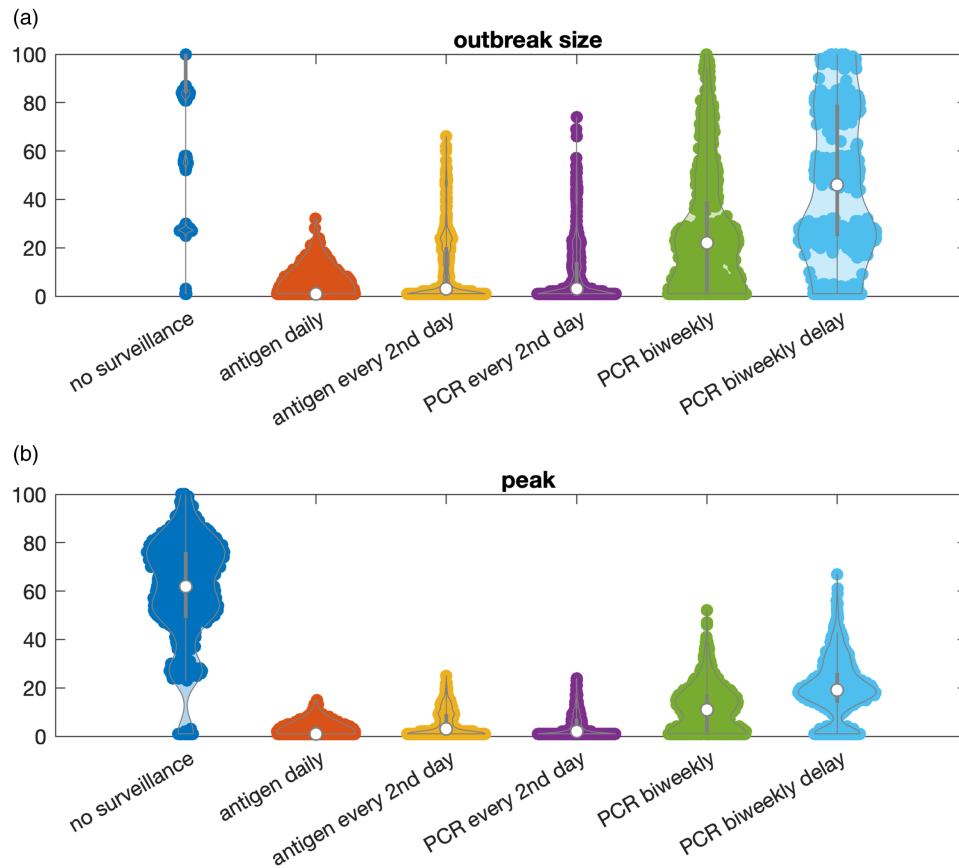 (a)
outbreak size
100
80
60
40
20
0
no surveillance
antigen daily
antigen every 2nd day
PCR every 2nd day
PCR biweekly
PCR biweekly delay
(b)
peak
100
80
60
40
20
0
no surveillance
antigen daily
antigen every 2nd day
PCR every 2nd day
PCR biweekly
PCR biweekly delay